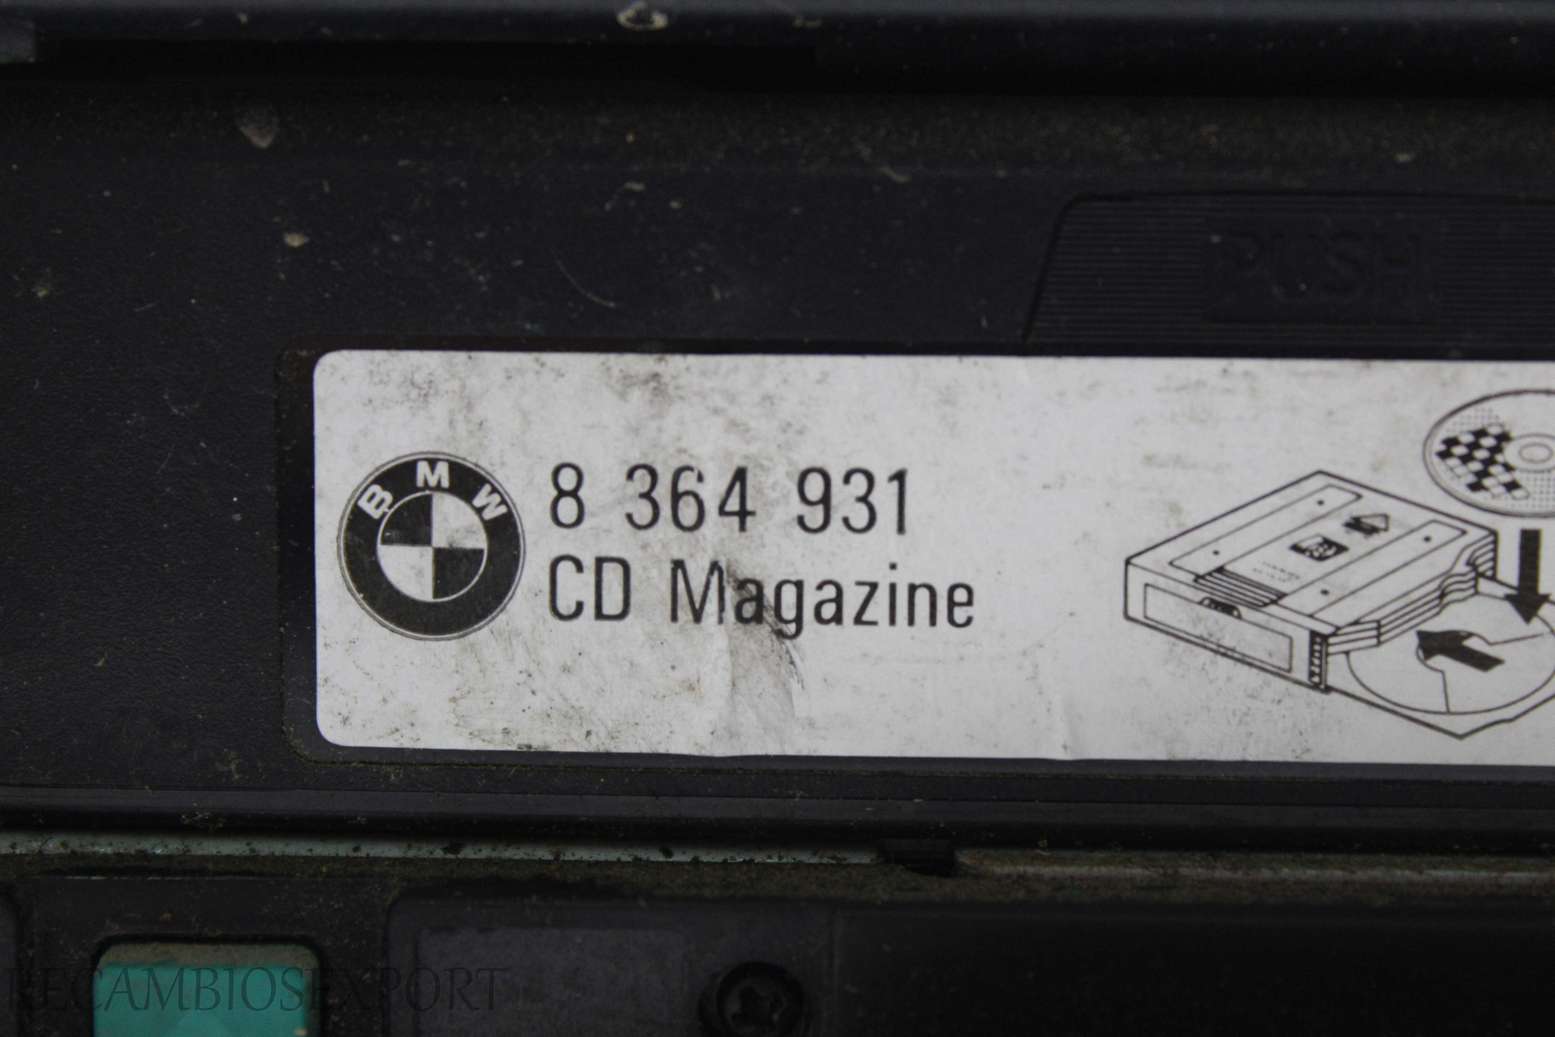 PUSH
BMW
8 364 931
CD Magazine
RECAMBIOSEXPORT